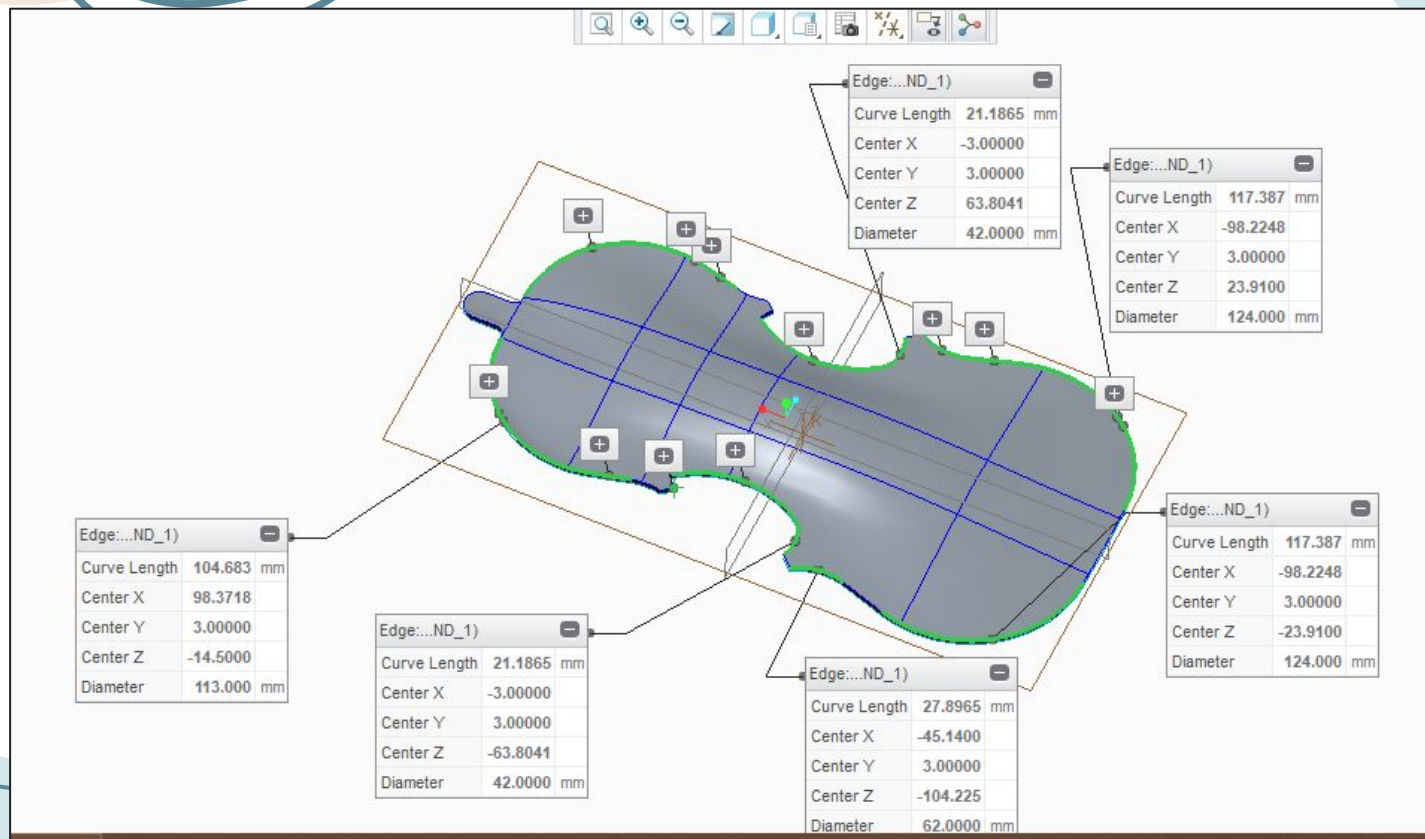 Edge:...ND_1)
Curve Length 21.1865 mm
Center X -3.00000
Center Y 3.00000
Center Z 63.8041
Diameter 42.0000 mm
Edge:...ND_1)
Curve Length 117.387 mm
Center X -98.2248
Center Y 3.00000
Center Z 23.9100
Diameter 124.000 mm
Edge:...ND_1)
Curve Length 117.387 mm
Center X -98.2248
Center Y 3.00000
Center Z -23.9100
Diameter 124.000 mm
Edge:...ND_1)
Curve Length 104.683 mm
Center X 98.3718
Center Y 3.00000
Center Z -14.5000
Diameter 113.000 mm
Edge:...ND_1)
Curve Length 21.1865 mm
Center X -3.00000
Center Y 3.00000
Center Z -63.8041
Diameter 42.0000 mm
Edge:...ND_1)
Curve Length 27.8965 mm
Center X -45.1400
Center Y 3.00000
Center Z -104.225
Diameter 62.0000 mm